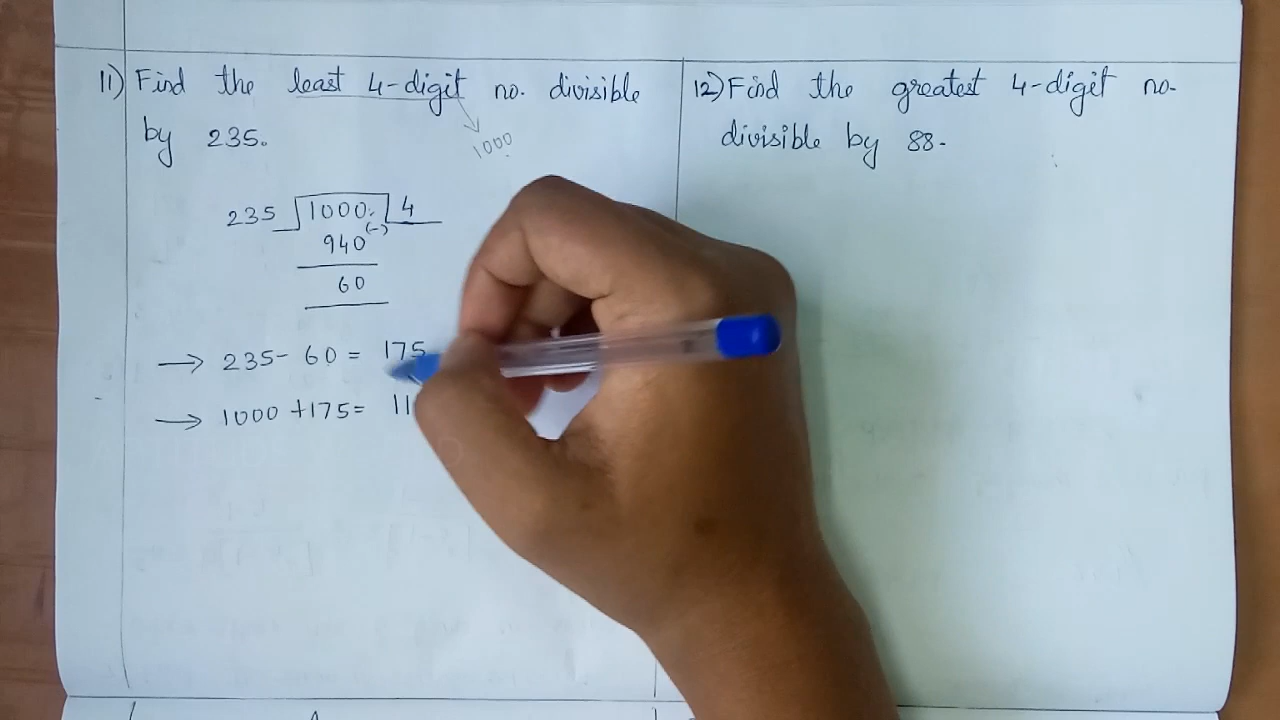 11) Find the least 4-digit no. divisible
by 235.
1000
235 1000. 4
(-)
940
60
→ 235 - 60 = 175
→ 1000 + 175 = 11
12) Find the greatest 4-digit no.
divisible by 88.